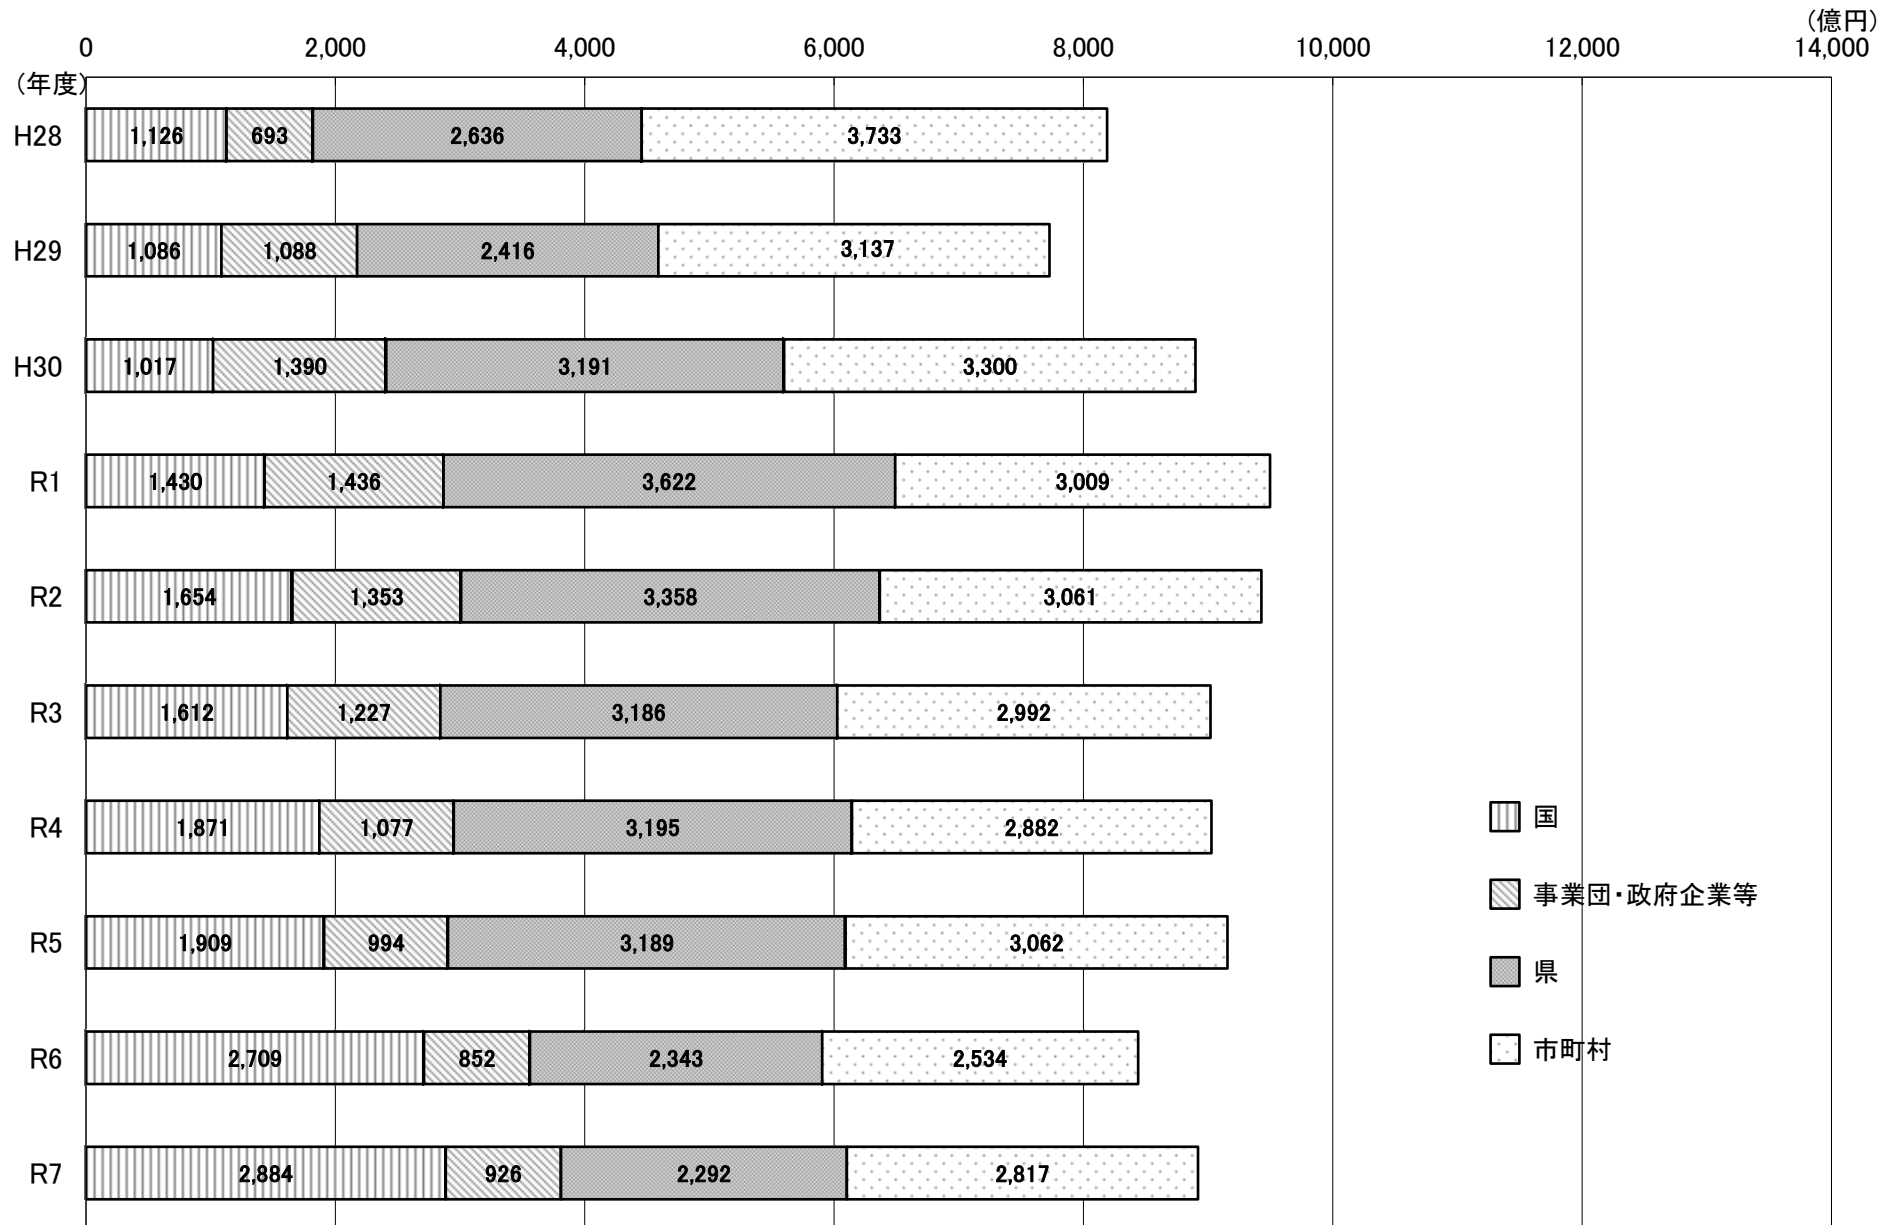 （億円）
0 2,000 4,000 6,000 8,000 10,000 12,000 14,000
（年度）
H28 1,126 693 2,636 3,733
H29 1,086 1,088 2,416 3,137
H30 1,017 1,390 3,191 3,300
R1 1,430 1,436 3,622 3,009
R2 1,654 1,353 3,358 3,061
R3 1,612 1,227 3,186 2,992
R4 1,871 1,077 3,195 2,882
R5 1,909 994 3,189 3,062
R6 2,709 852 2,343 2,534
R7 2,884 926 2,292 2,817
国
事業団・政府企業等
県
市町村